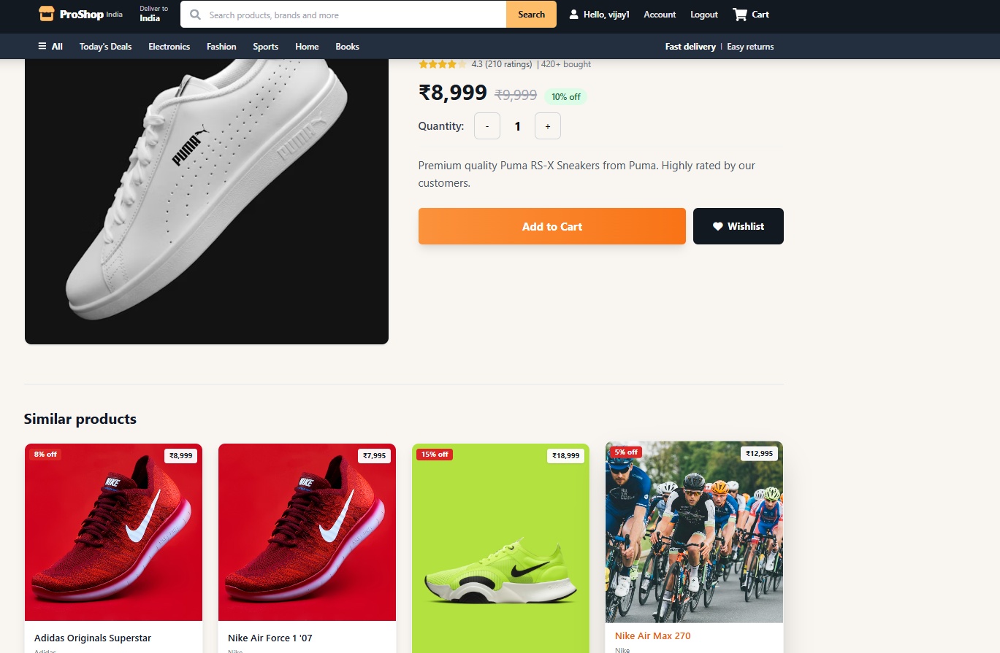 ProShop India
Deliver to
India
Search products, brands and more
Search
Hello, vijay1
Account
Logout
Cart
All
Today's Deals
Electronics
Fashion
Sports
Home
Books
Fast delivery | Easy returns
4.3 (210 ratings) | 420+ bought
₹8,999 ₹9,999 10% off
Quantity: - 1 +
PUMA
PUMA
Premium quality Puma RS-X Sneakers from Puma. Highly rated by our
customers.
Add to Cart
Wishlist
Similar products
8% off
₹8,999
NIKE
Adidas Originals Superstar
Adidas
8% off
₹7,995
NIKE
Nike Air Force 1 '07
Nike
15% off
₹18,999
5% off
₹12,995
Nike Air Max 270
Nike